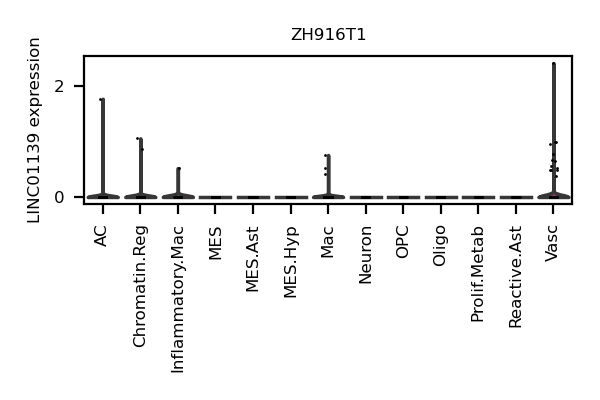 ZH916T1
LINC01139 expression
2
0
AC
Chromatin.Reg
Inflammatory.Mac
MES
MES.Ast
MES.Hyp
Mac
Neuron
OPC
Oligo
Prolif.Metab
Reactive.Ast
Vasc